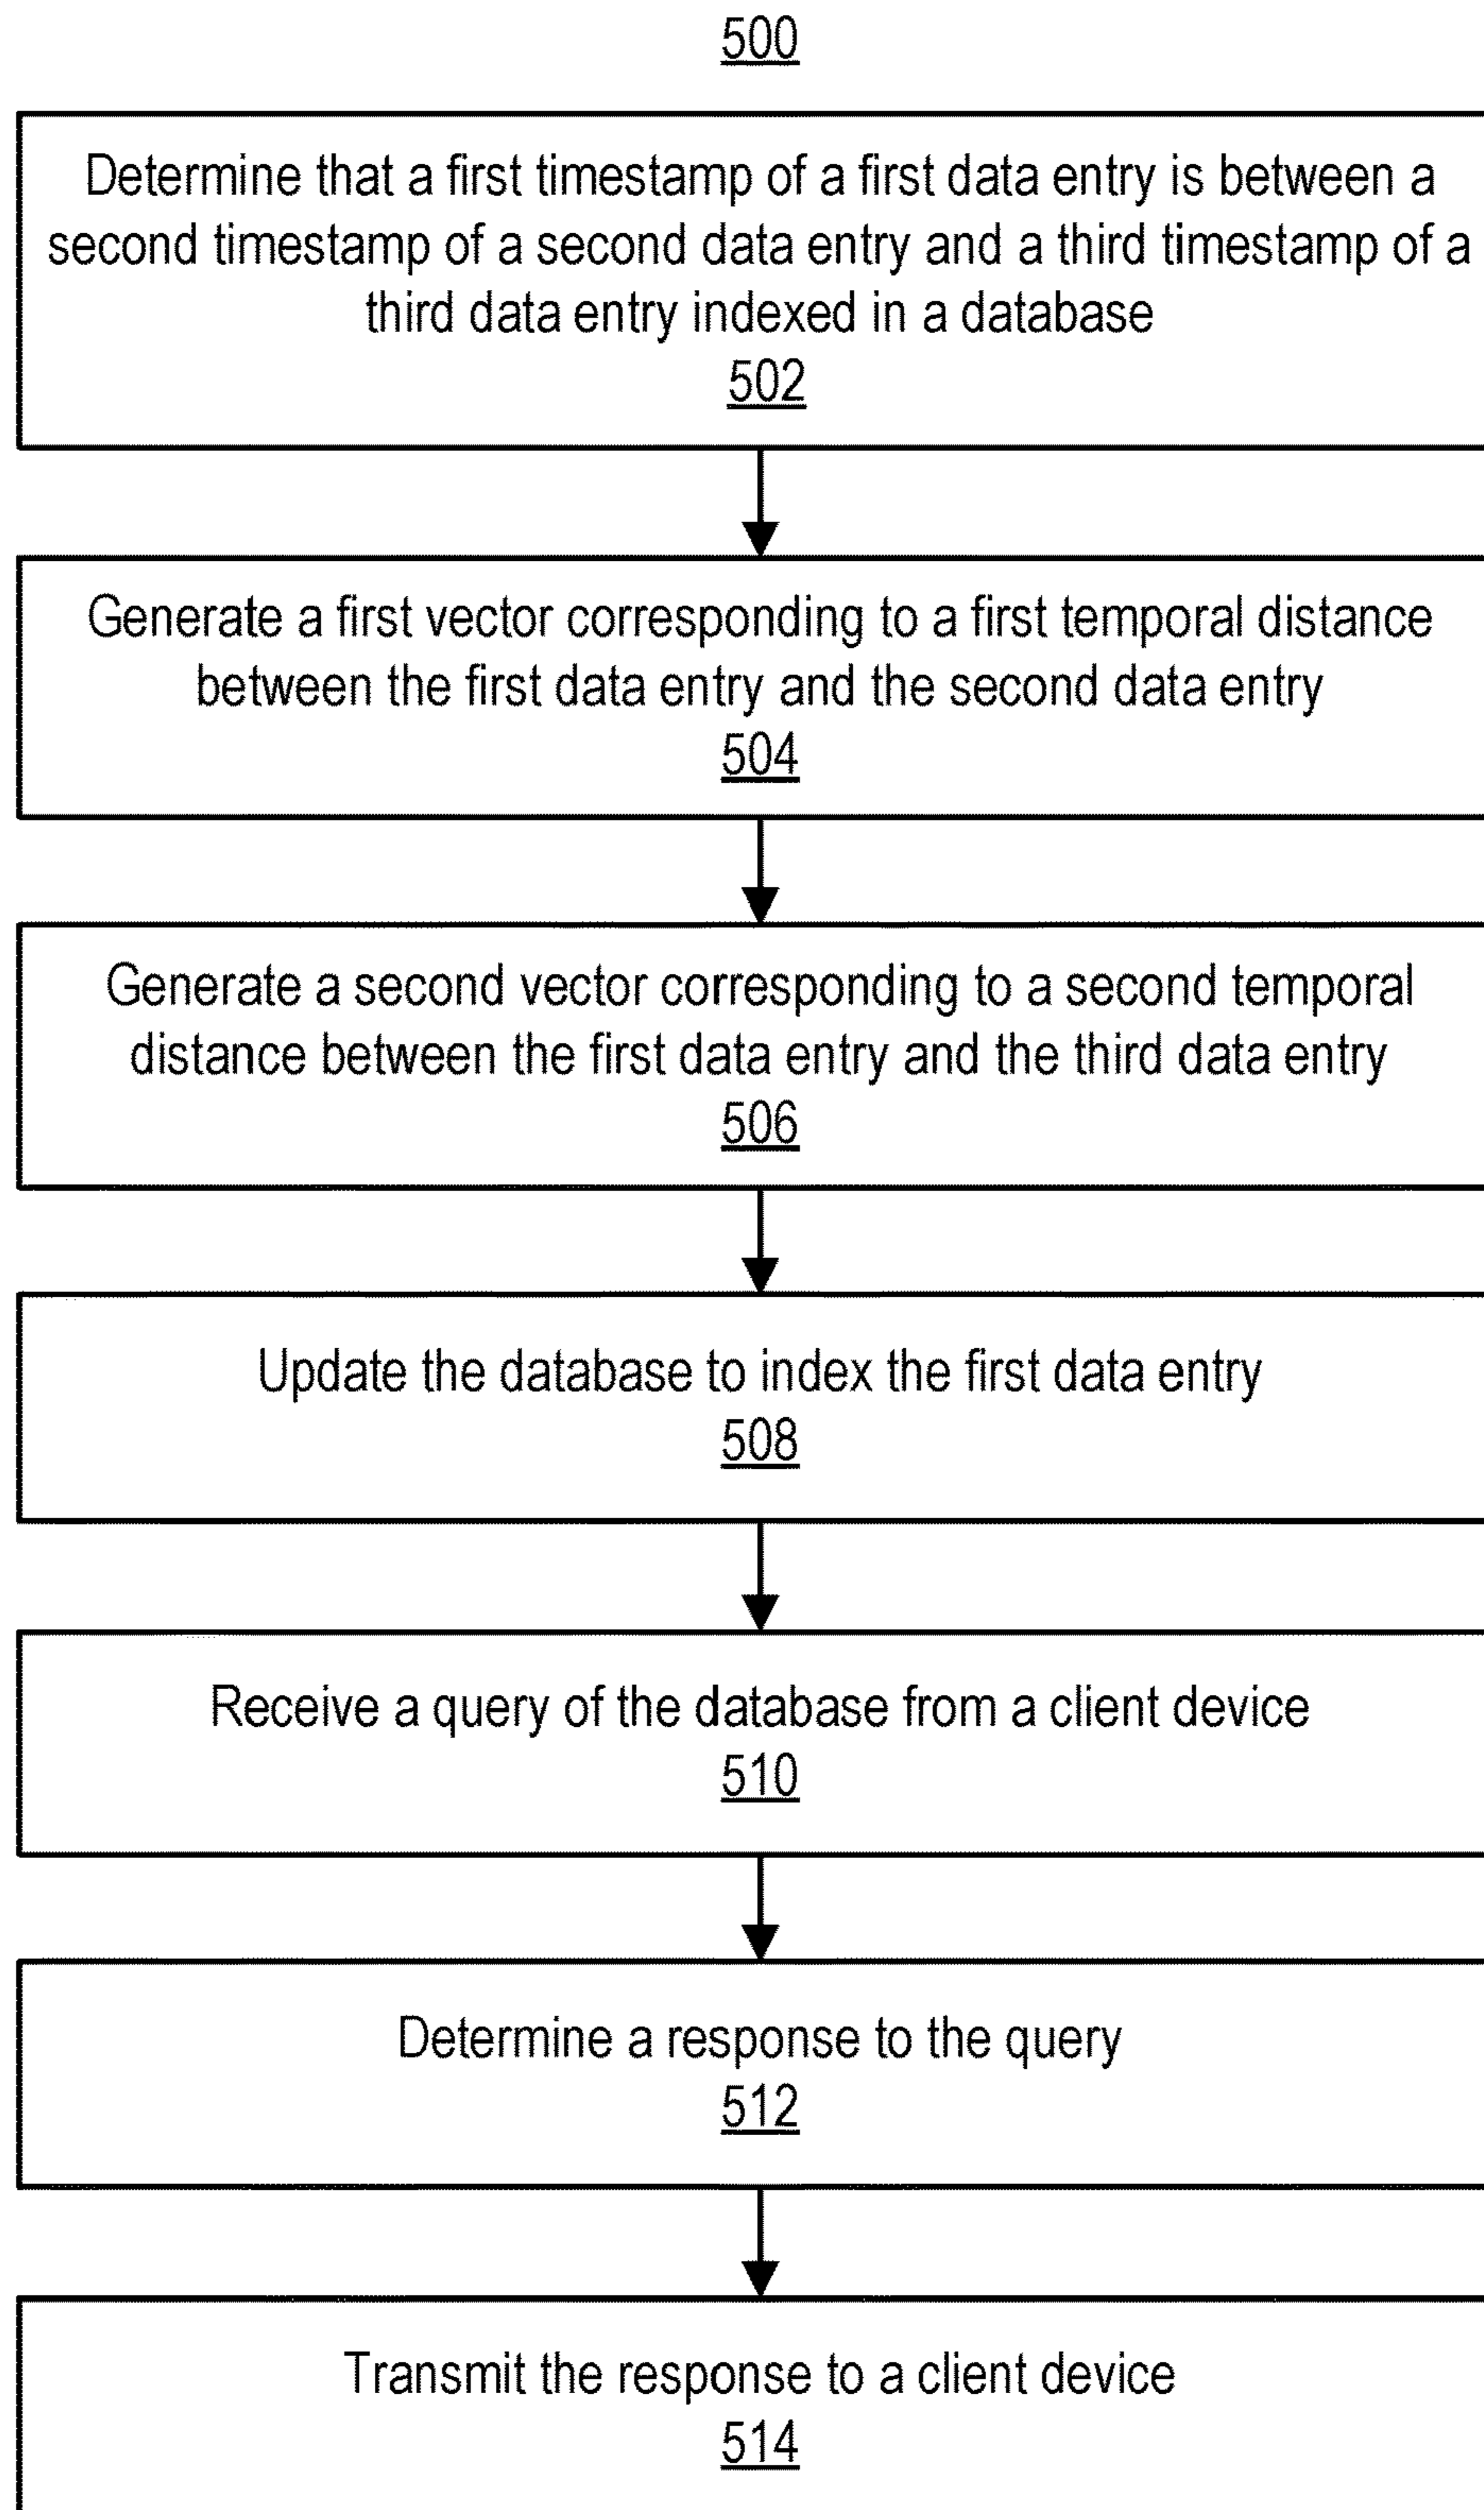 500
Determine that a first timestamp of a first data entry is between a
second timestamp of a second data entry and a third timestamp of a
third data entry indexed in a database
502
Generate a first vector corresponding to a first temporal distance
between the first data entry and the second data entry
504
Generate a second vector corresponding to a second temporal
distance between the first data entry and the third data entry
506
Update the database to index the first data entry
508
Receive a query of the database from a client device
510
Determine a response to the query
512
Transmit the response to a client device
514